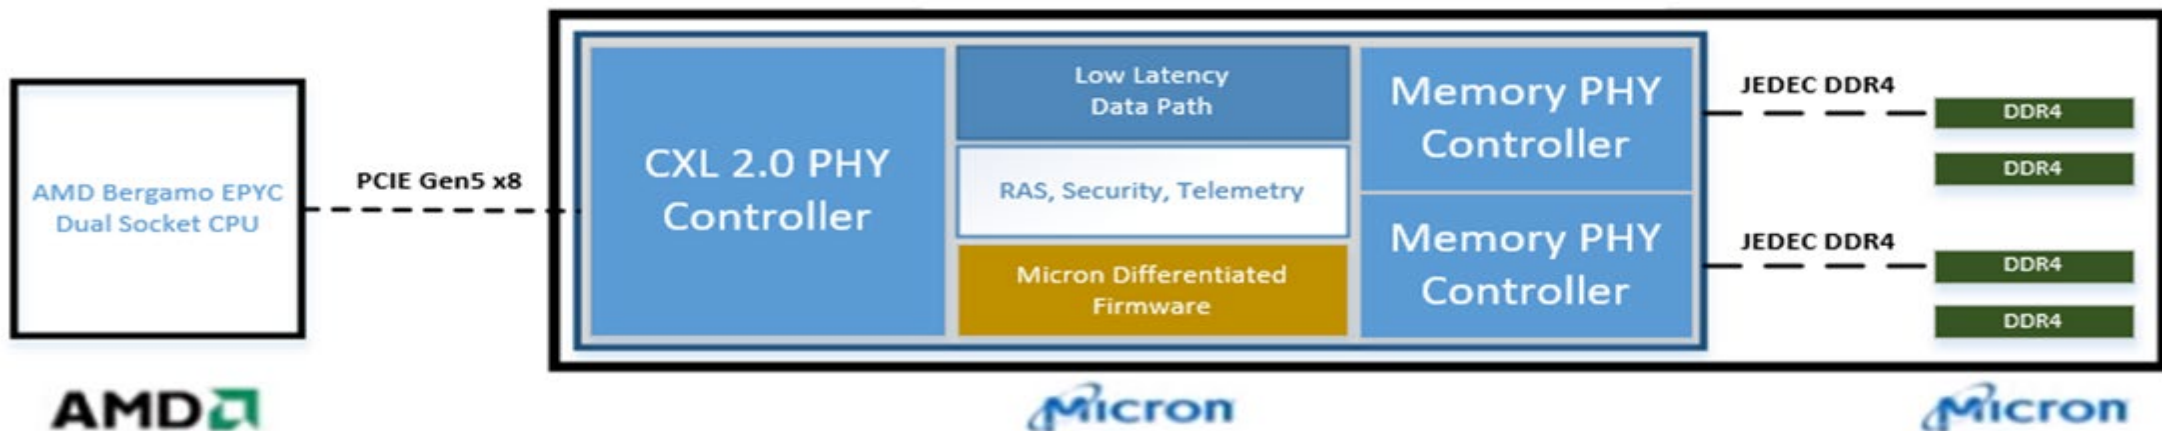 AMD Bergamo EPYC
Dual Socket CPU
PCIE Gen5 x8
CXL 2.0 PHY
Controller
Low Latency
Data Path
RAS, Security, Telemetry
Micron Differentiated
Firmware
Memory PHY
Controller
Memory PHY
Controller
JEDEC DDR4
DDR4
DDR4
JEDEC DDR4
DDR4
DDR4
AMD
Micron
Micron